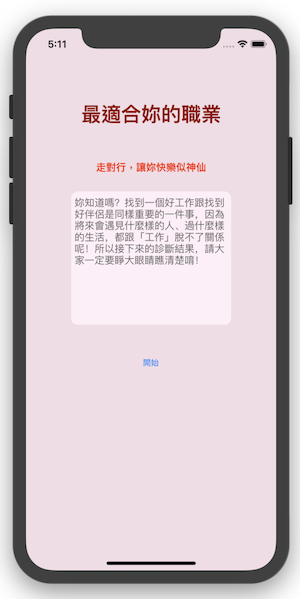 5:11
最適合妳的職業
走對行，讓妳快樂似神仙
妳知道嗎? 找到一個好工作跟找到
好伴侶是同樣重要的一件事，因為
將來會遇見什麼樣的人、過什麼樣
的生活，都跟「工作」脫不了關係
呢！所以接下來的診斷結果，請大
家一定要睜大眼睛瞧清楚唷!
開始